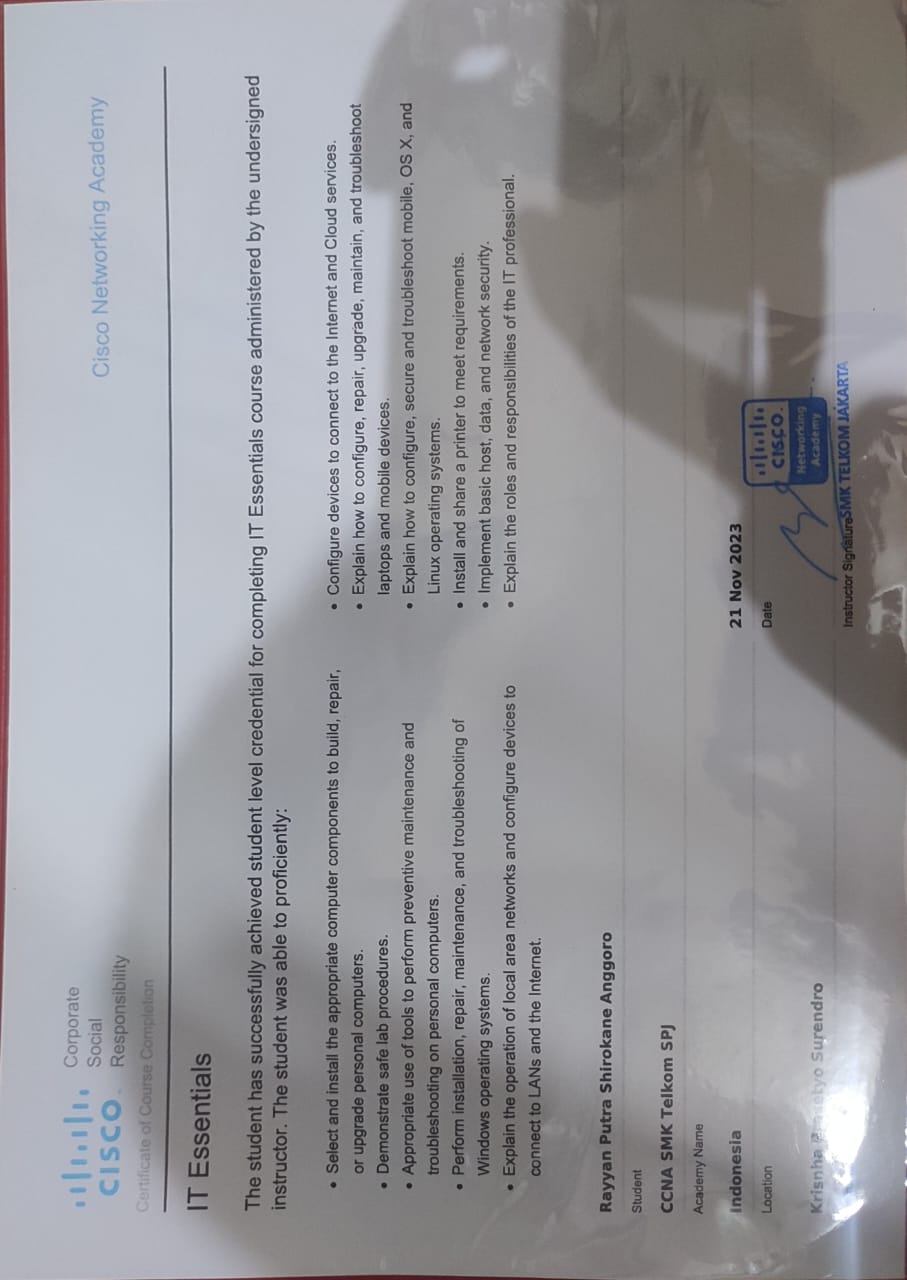 CISCO
Corporate
Social
Responsibility
Cisco Networking Academy
Certificate of Course Completion
IT Essentials
The student has successfully achieved student level credential for completing IT Essentials course administered by the undersigned
instructor. The student was able to proficiently:
• Select and install the appropriate computer components to build, repair,
or upgrade personal computers.
• Demonstrate safe lab procedures.
• Appropriate use of tools to perform preventive maintenance and
troubleshooting on personal computers.
• Perform installation, repair, maintenance, and troubleshooting of
Windows operating systems.
• Explain the operation of local area networks and configure devices to
connect to LANs and the Internet.
• Configure devices to connect to the Internet and Cloud services.
• Explain how to configure, repair, upgrade, maintain, and troubleshoot
laptops and mobile devices.
• Explain how to configure, secure and troubleshoot mobile, OS X, and
Linux operating systems.
• Install and share a printer to meet requirements.
• Implement basic host, data, and network security.
• Explain the roles and responsibilities of the IT professional.
Rayyan Putra Shirokane Anggoro
Student
CCNA SMK Telkom SPJ
Academy Name
Indonesia
Location
21 Nov 2023
Date
Krisnha Surendro
CISCO.
Networking
Academy
Instructor Signature
SMK TELKOM JAKARTA